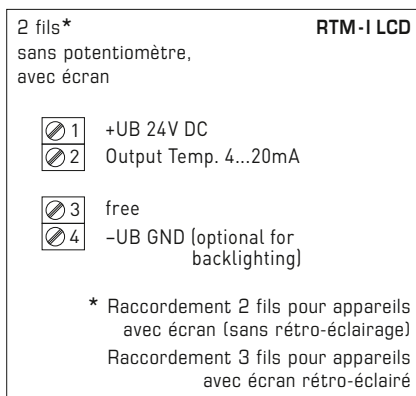 2 fils* RTM-I LCD
sans potentiomètre,
avec écran
1 +UB 24V DC
2 Output Temp. 4...20mA
3 free
4 –UB GND (optional for
backlighting)
* Raccordement 2 fils pour appareils
avec écran (sans rétro-éclairage)
Raccordement 3 fils pour appareils
avec écran rétro-éclairé